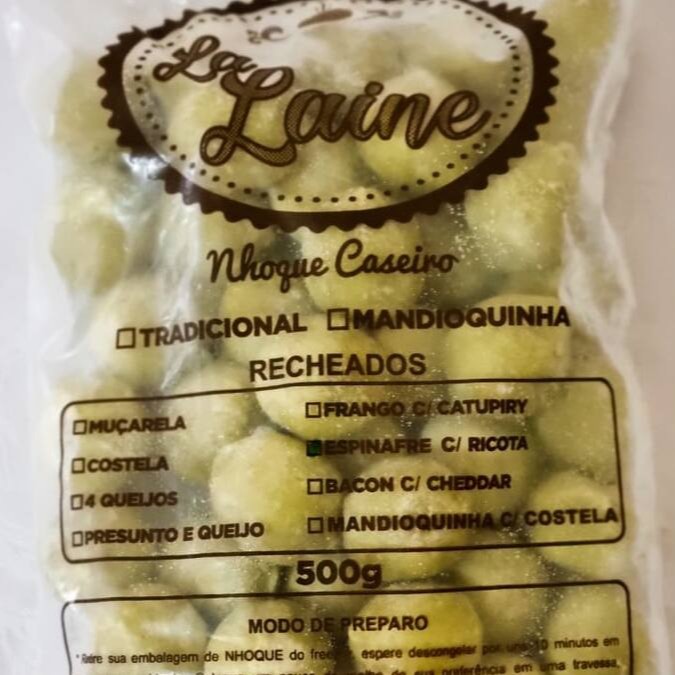 La
Laine
Nhoque Caseiro
☐TRADICIONAL ☐MANDIOQUINHA
RECHEADOS
☐MUÇARELA
☐COSTELA
☐4 QUEIJOS
☐PRESUNTO E QUEIJO
☐FRANGO C/ CATUPIRY
■ESPINAFRE C/ RICOTA
☐BACON C/ CHEDDAR
☐MANDIOQUINHA C/ COSTELA
500g
MODO DE PREPARO
sua embalagem de NHOQUE do espere descongelar por minutos em
de sua preferência em uma travessa,